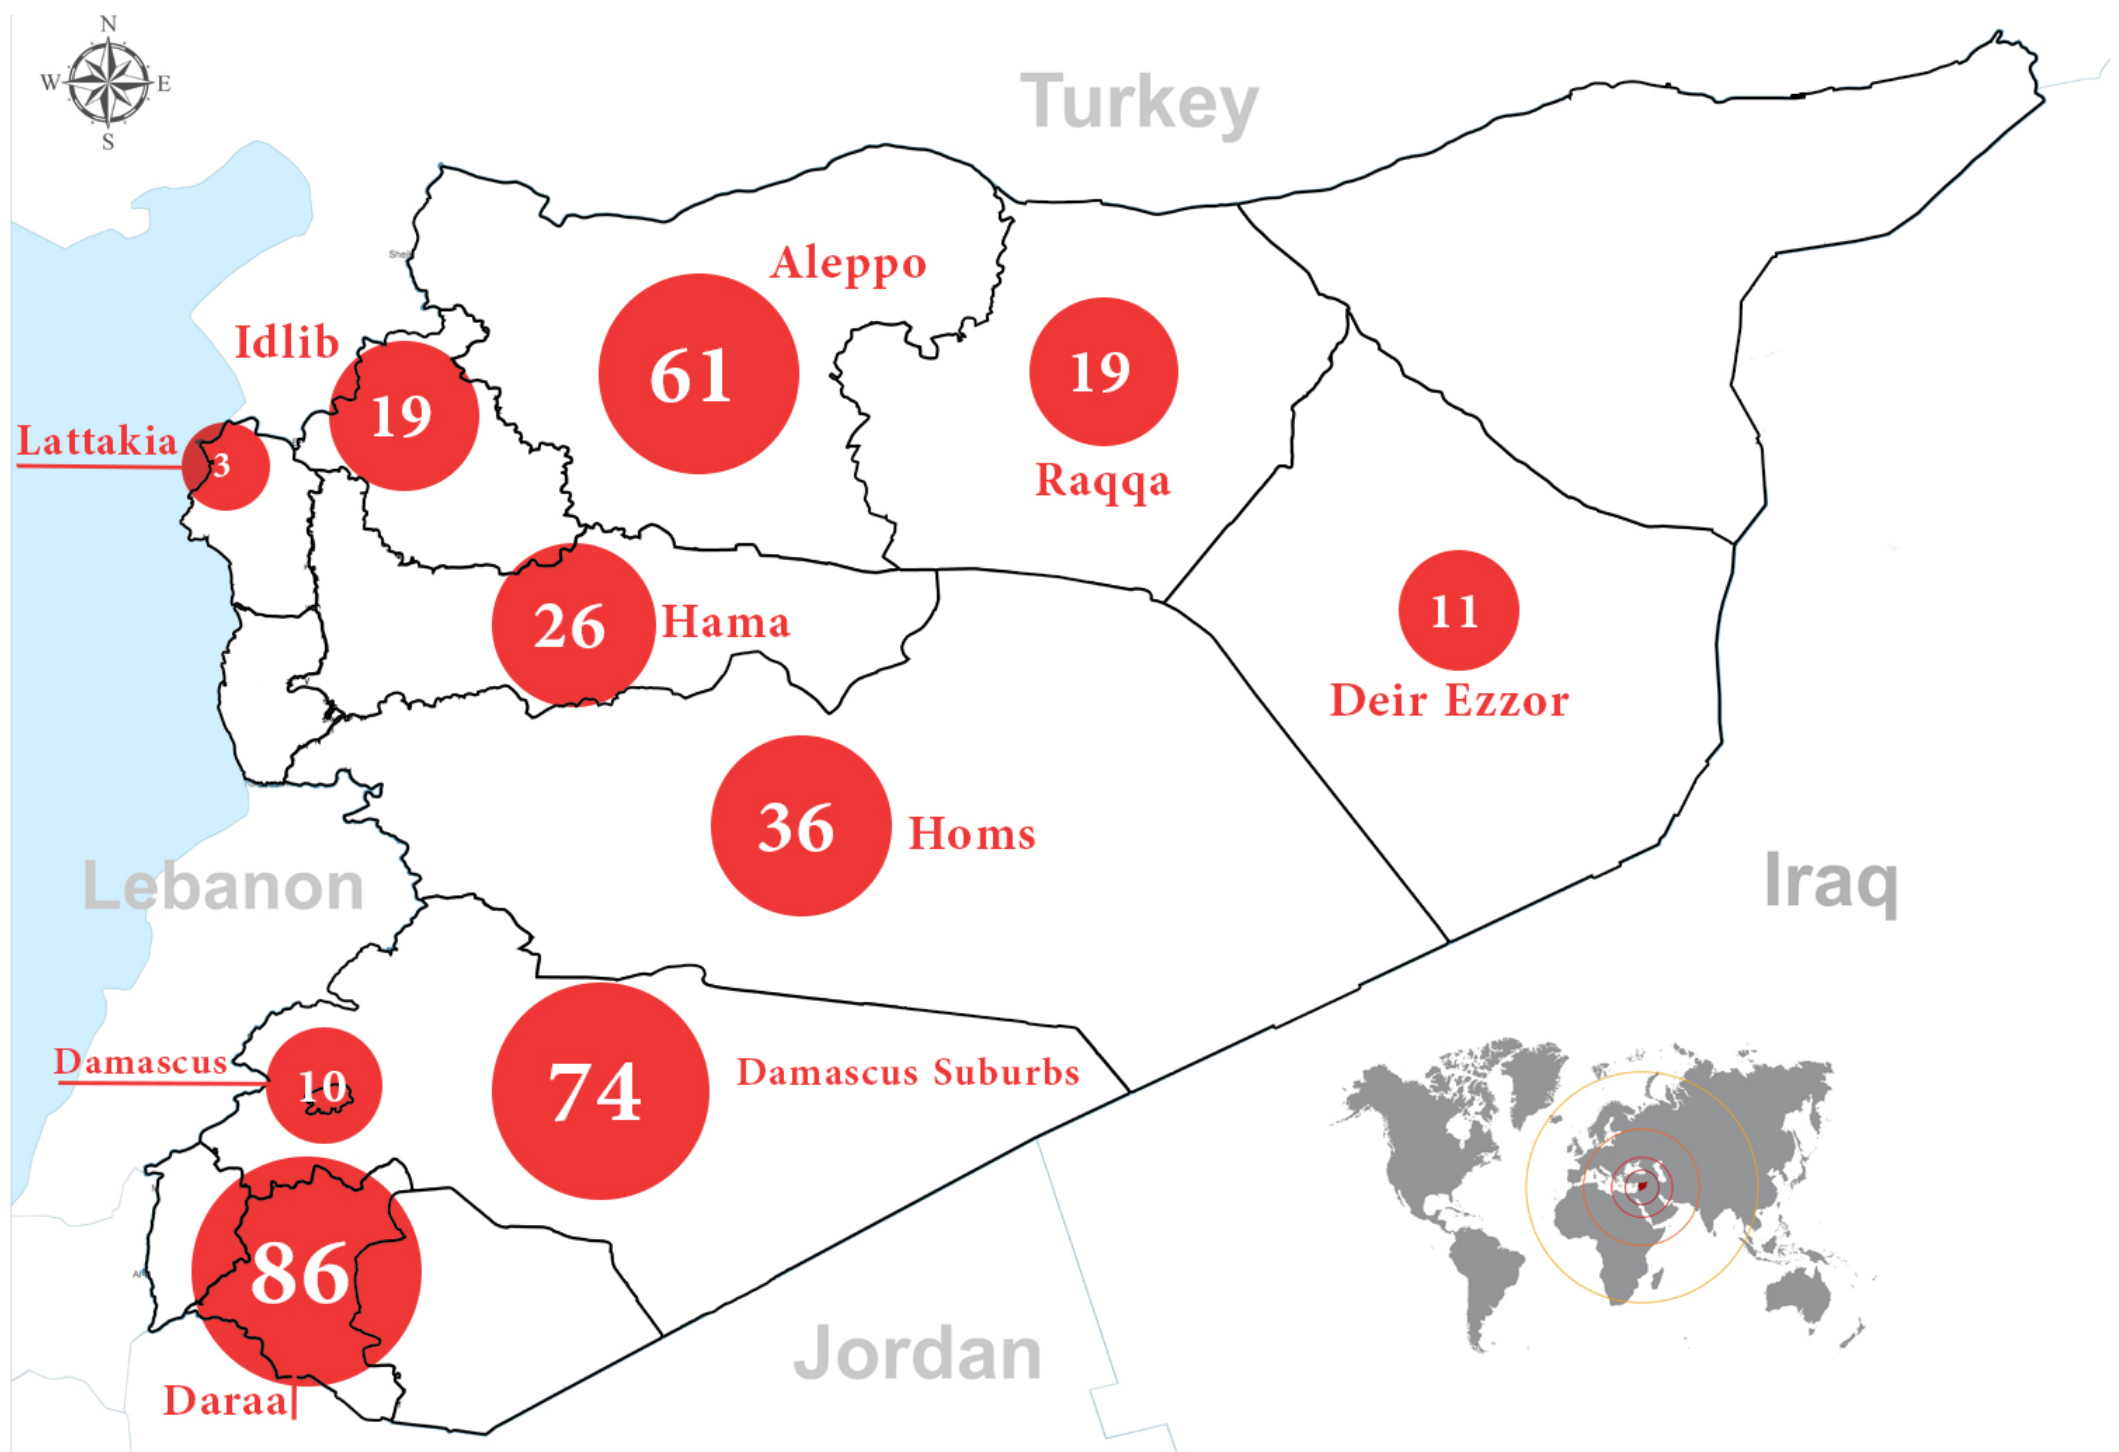 N
W E
S
Turkey
Aleppo
Idlib
61
19
19
Lattakia
3
Raqqa
26
Hama
11
Deir Ezzor
36
Homs
Lebanon
Iraq
Damascus
10
74
Damascus Suburbs
86
Jordan
Daraa